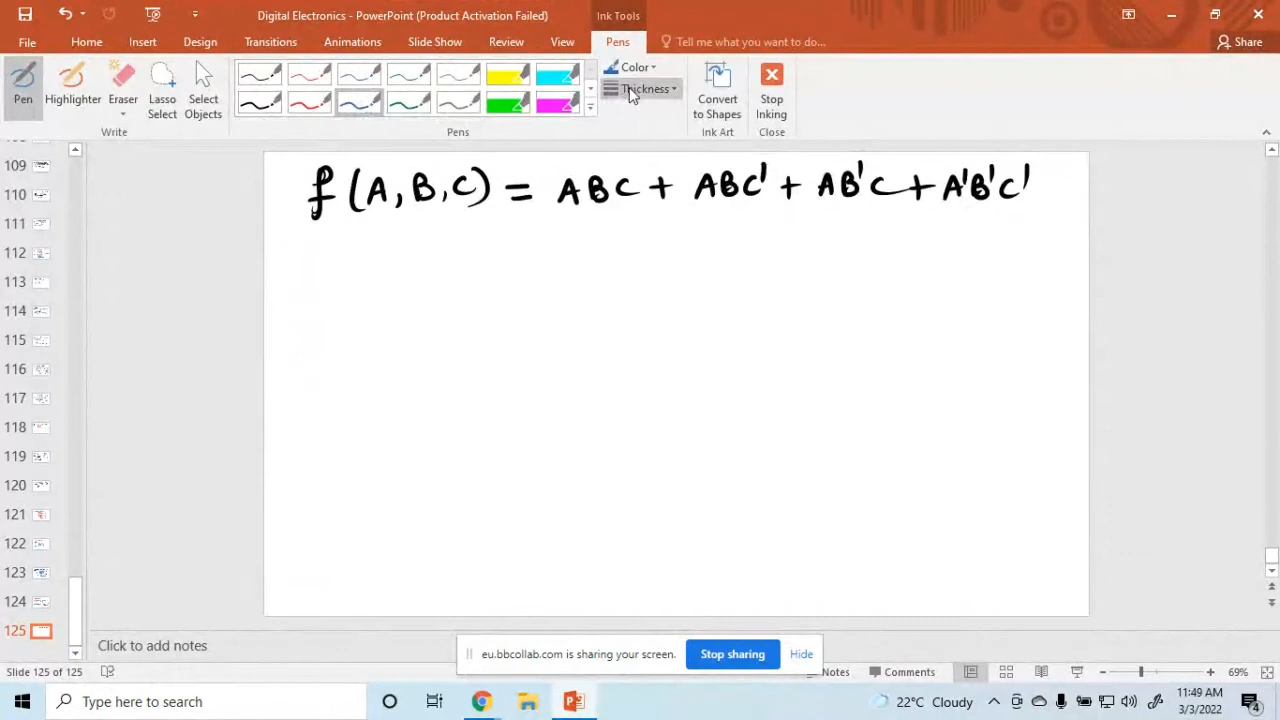 Digital Electronics - PowerPoint (Product Activation Failed)
Ink Tools
File Home Insert Design Transitions Animations Slide Show Review View Pens Tell me what you want to do... Share
Pen Highlighter Eraser Lasso Select Select Objects
Write
Pens
Color
Thickness
Convert to Shapes
Ink Art
Stop Inking
Close
109
110
111
112
113
114
115
116
117
118
119
120
121
122
123
124
125
f(A,B,C) = ABC + ABC' + AB'C + A'B'C'
Click to add notes
eu.bbcollab.com is sharing your screen. Stop sharing Hide
Slide 125 of 125 Notes Comments 69%
Type here to search
22°C Cloudy
11:49 AM
3/3/2022
4